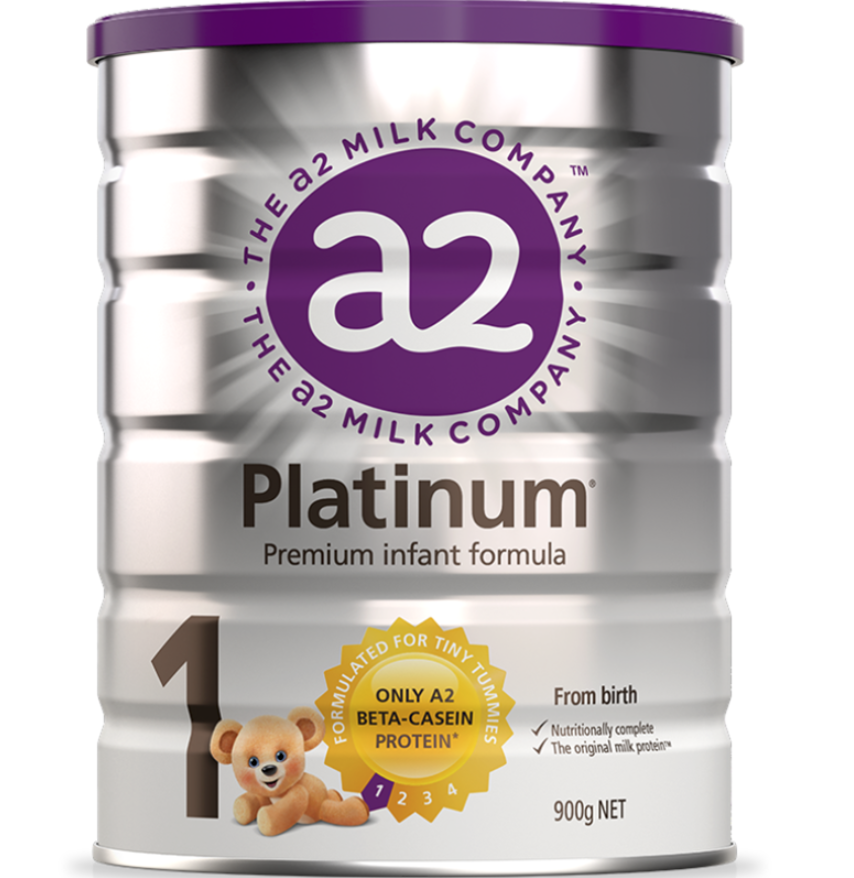 THE a2 MILK COMPANY™
a2
THE a2 MILK COMPANY
Platinum®
Premium infant formula
1
FORMULATED FOR TINY TUMMIES
ONLY A2
BETA-CASEIN
PROTEIN*
1 2 3 4
From birth
✓ Nutritionally complete
✓ The original milk protein™
900g NET